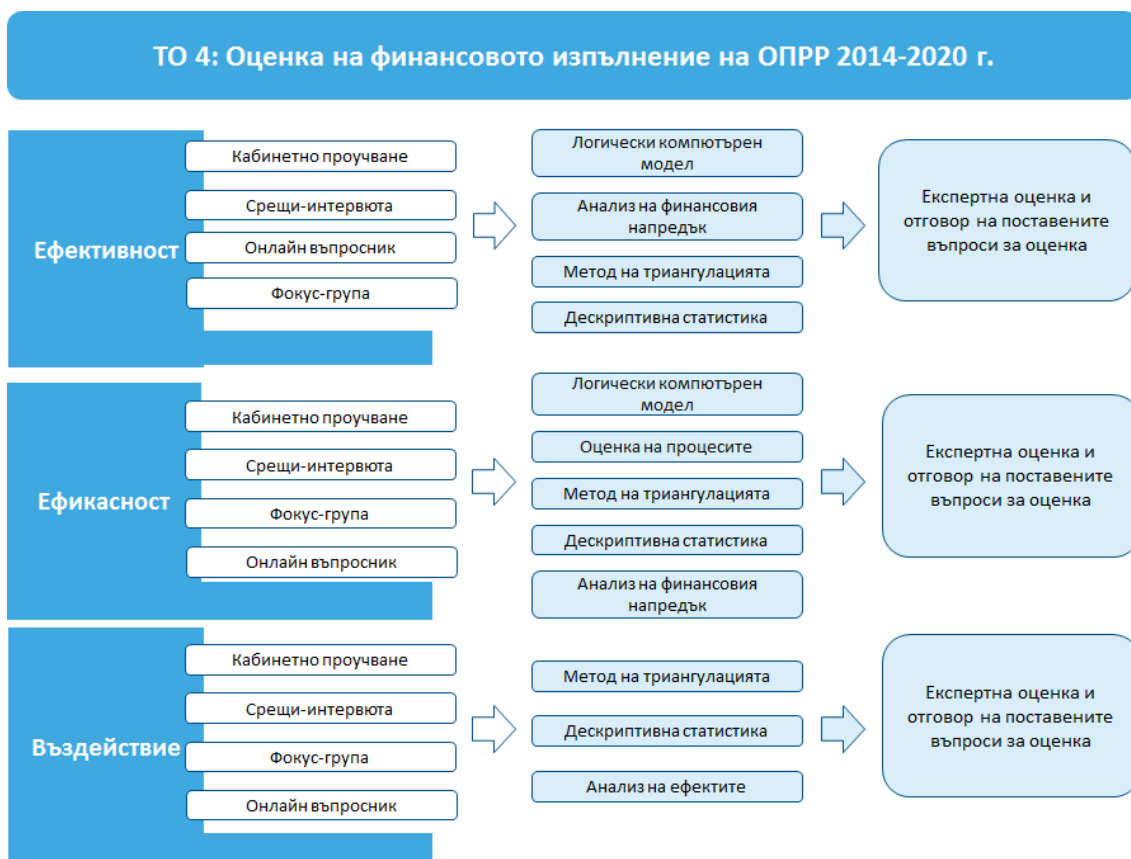 ТО 4: Оценка на финансовото изпълнение на ОПРР 2014-2020 г.
Ефективност
Кабинетно проучване
Срещи-интервюта
Онлайн въпросник
Фокус-група
Логически компютърен
модел
Анализ на финансовия
напредък
Метод на триангулацията
Дескриптивна статистика
Експертна оценка и
отговор на поставените
въпроси за оценка
Ефикасност
Кабинетно проучване
Срещи-интервюта
Фокус-група
Онлайн въпросник
Логически компютърен
модел
Оценка на процесите
Метод на триангулацията
Дескриптивна статистика
Анализ на финансовия
напредък
Експертна оценка и
отговор на поставените
въпроси за оценка
Въздействие
Кабинетно проучване
Срещи-интервюта
Фокус-група
Онлайн въпросник
Метод на триангулацията
Дескриптивна статистика
Анализ на ефектите
Експертна оценка и
отговор на поставените
въпроси за оценка